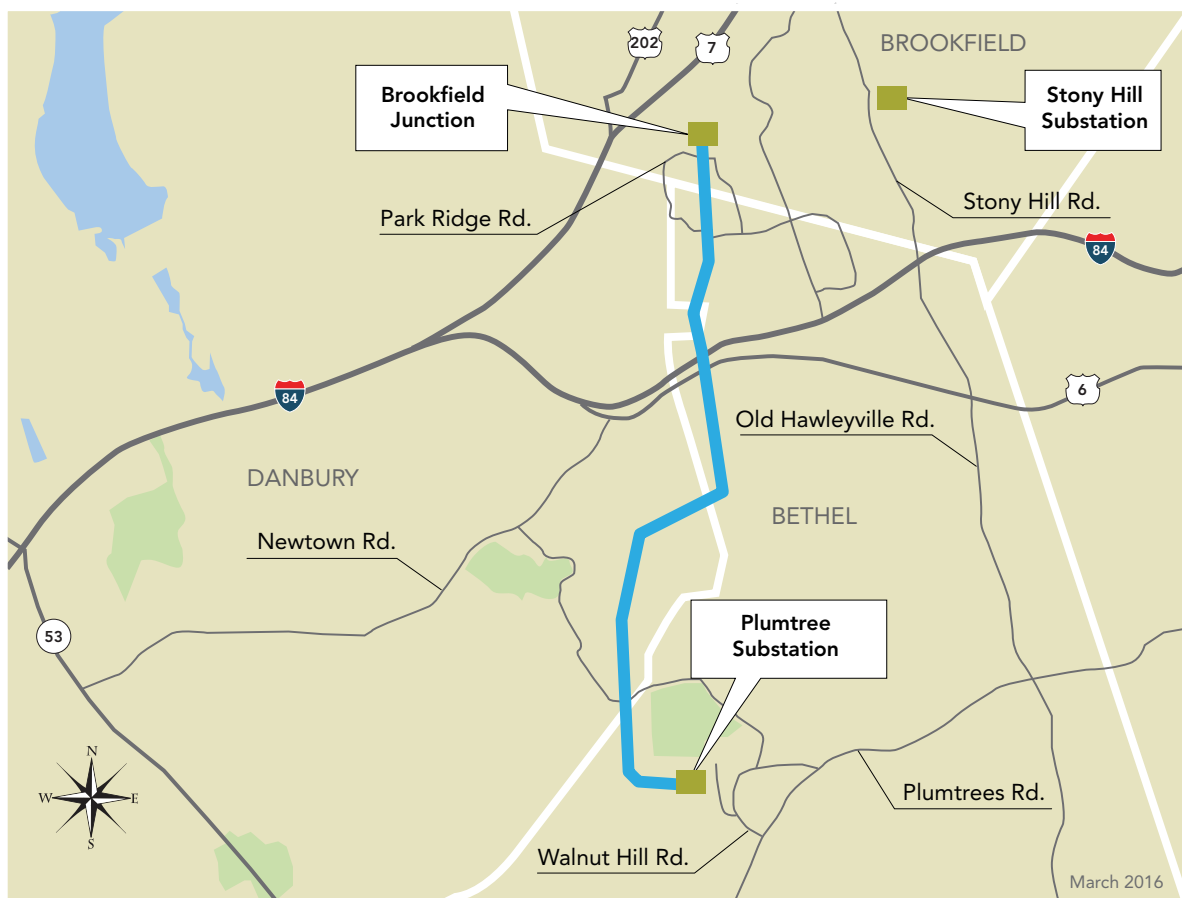 202
7
BROOKFIELD
Brookfield
Junction
Stony Hill
Substation
Park Ridge Rd.
Stony Hill Rd.
84
6
84
Old Hawleyville Rd.
DANBURY
BETHEL
Newtown Rd.
53
Plumtree
Substation
N
W
E
S
Plumtrees Rd.
Walnut Hill Rd.
March 2016